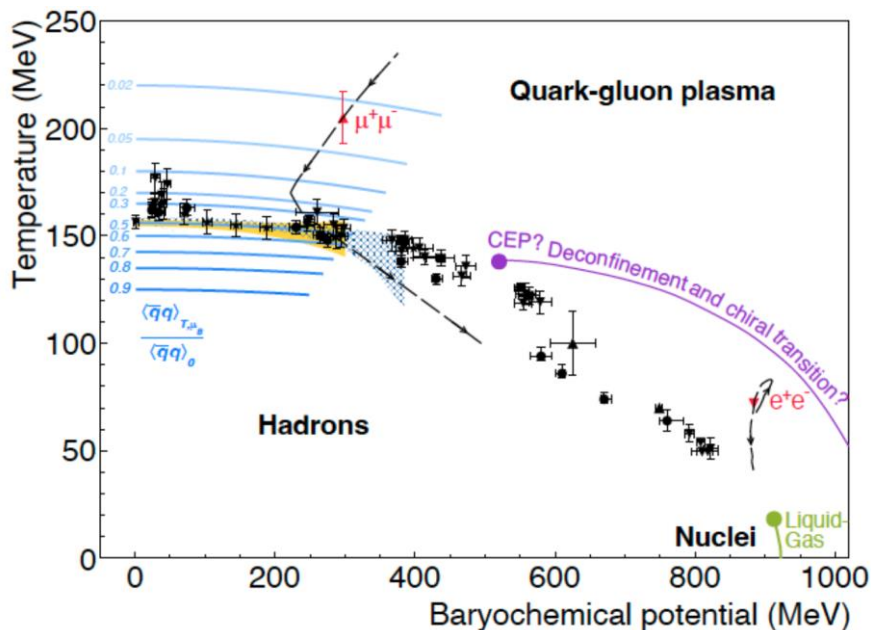 250
200
150
100
50
0
Temperature (MeV)
0.02
0.05
0.1
0.2
0.3
0.5
0.6
0.7
0.8
0.9
μ⁺μ⁻
Quark-gluon plasma
CEP? Deconfinement and chiral transition?
⟨q̄q⟩T,μB
⟨q̄q⟩0
Hadrons
e⁺e⁻
Nuclei
Liquid-
Gas
0 200 400 600 800 1000
Baryochemical potential (MeV)